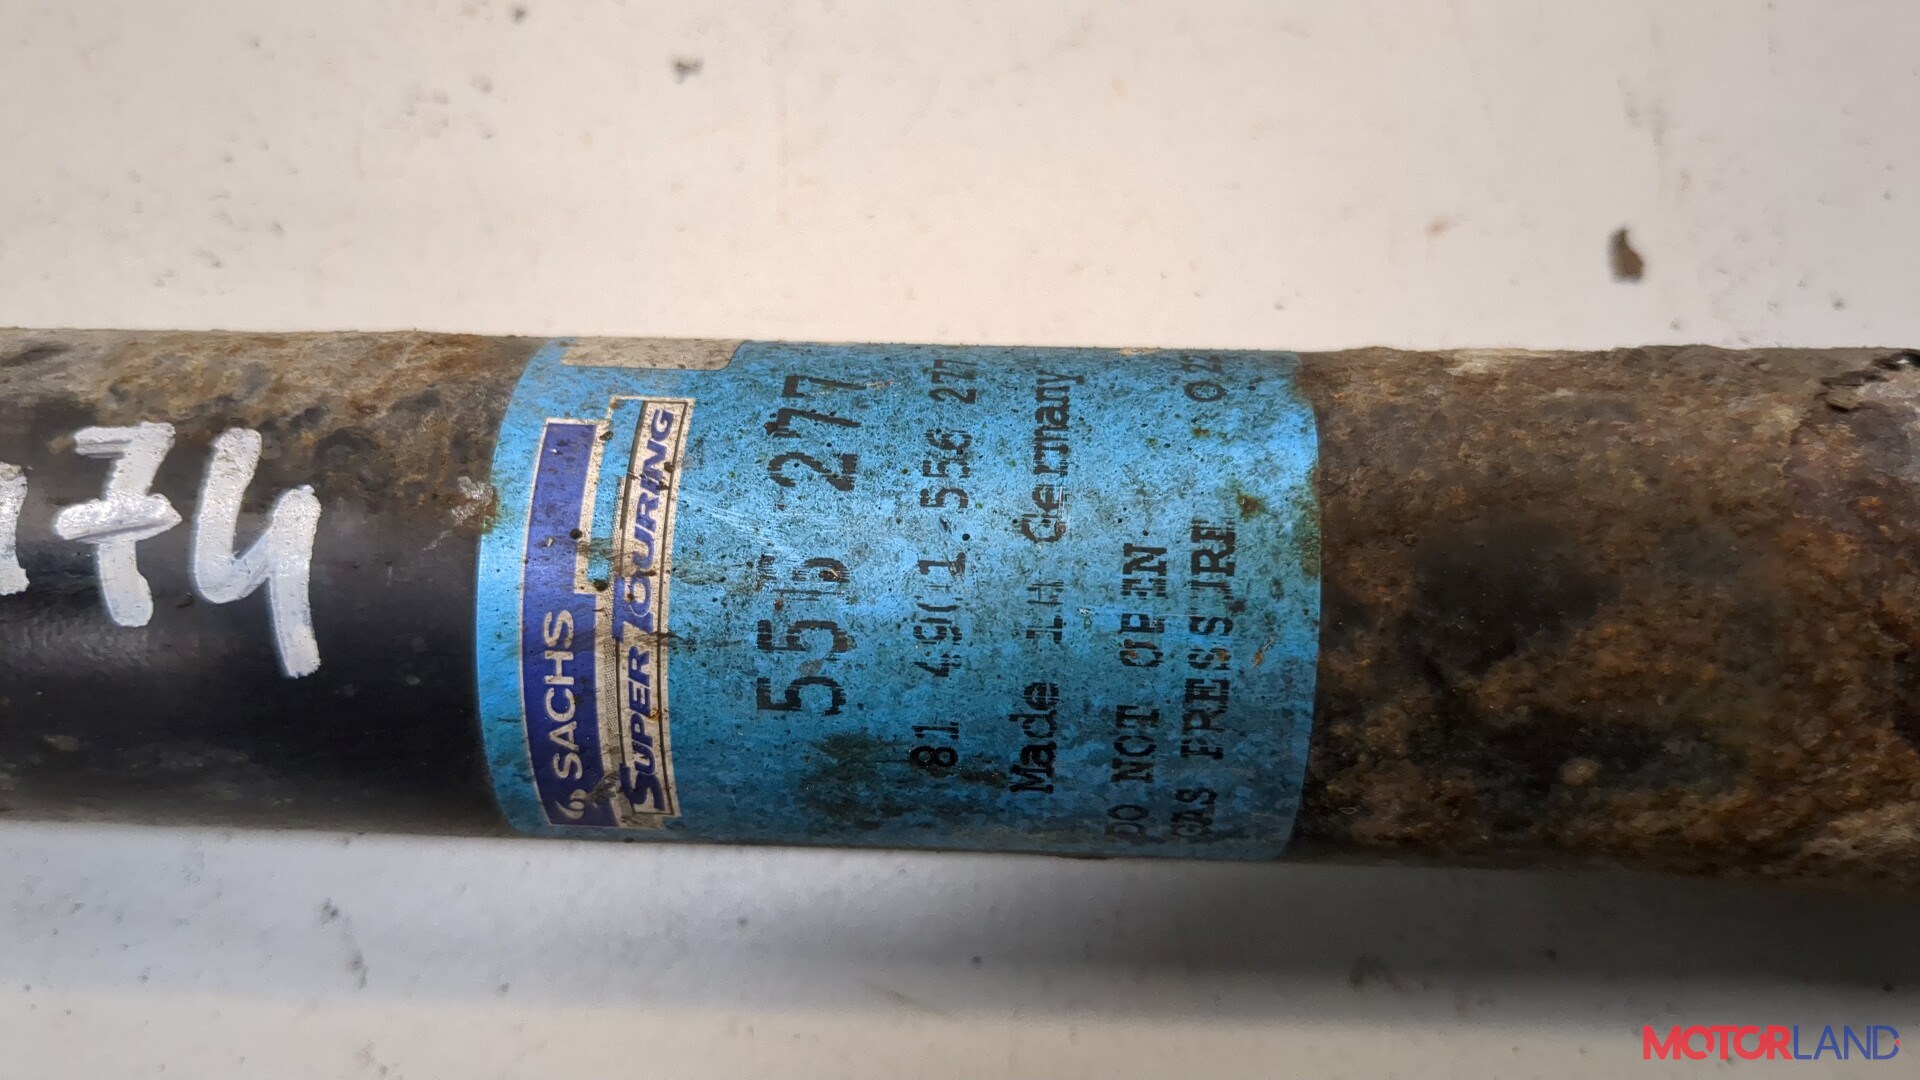 74
SACHS
SUPER TOURING
556 277
81 4901 556 277
Made in Germany
DO NOT OPEN
GAS PRESSURE
MOTORLAND